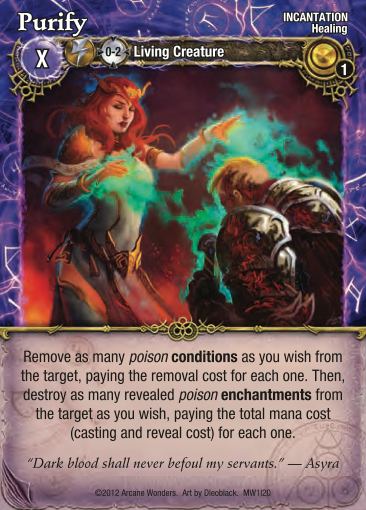 Purify
INCANTATION
Healing
X
0-2
Living Creature
1
Remove as many poison conditions as you wish from
the target, paying the removal cost for each one. Then,
destroy as many revealed poison enchantments from
the target as you wish, paying the total mana cost
(casting and reveal cost) for each one.
"Dark blood shall never befoul my servants." — Asyra
©2012 Arcane Wonders. Art by Dleoblack. MW1I20